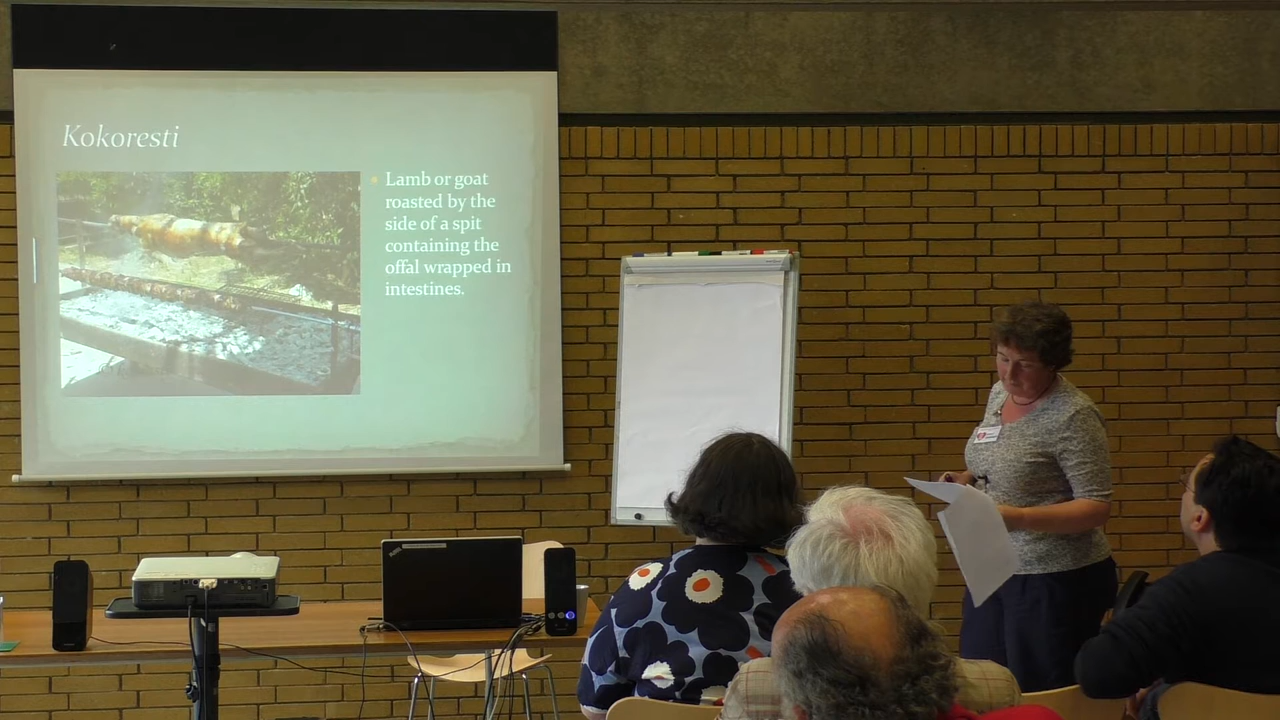 Kokoresti
Lamb or goat
roasted by the
side of a spit
containing the
offal wrapped in
intestines.